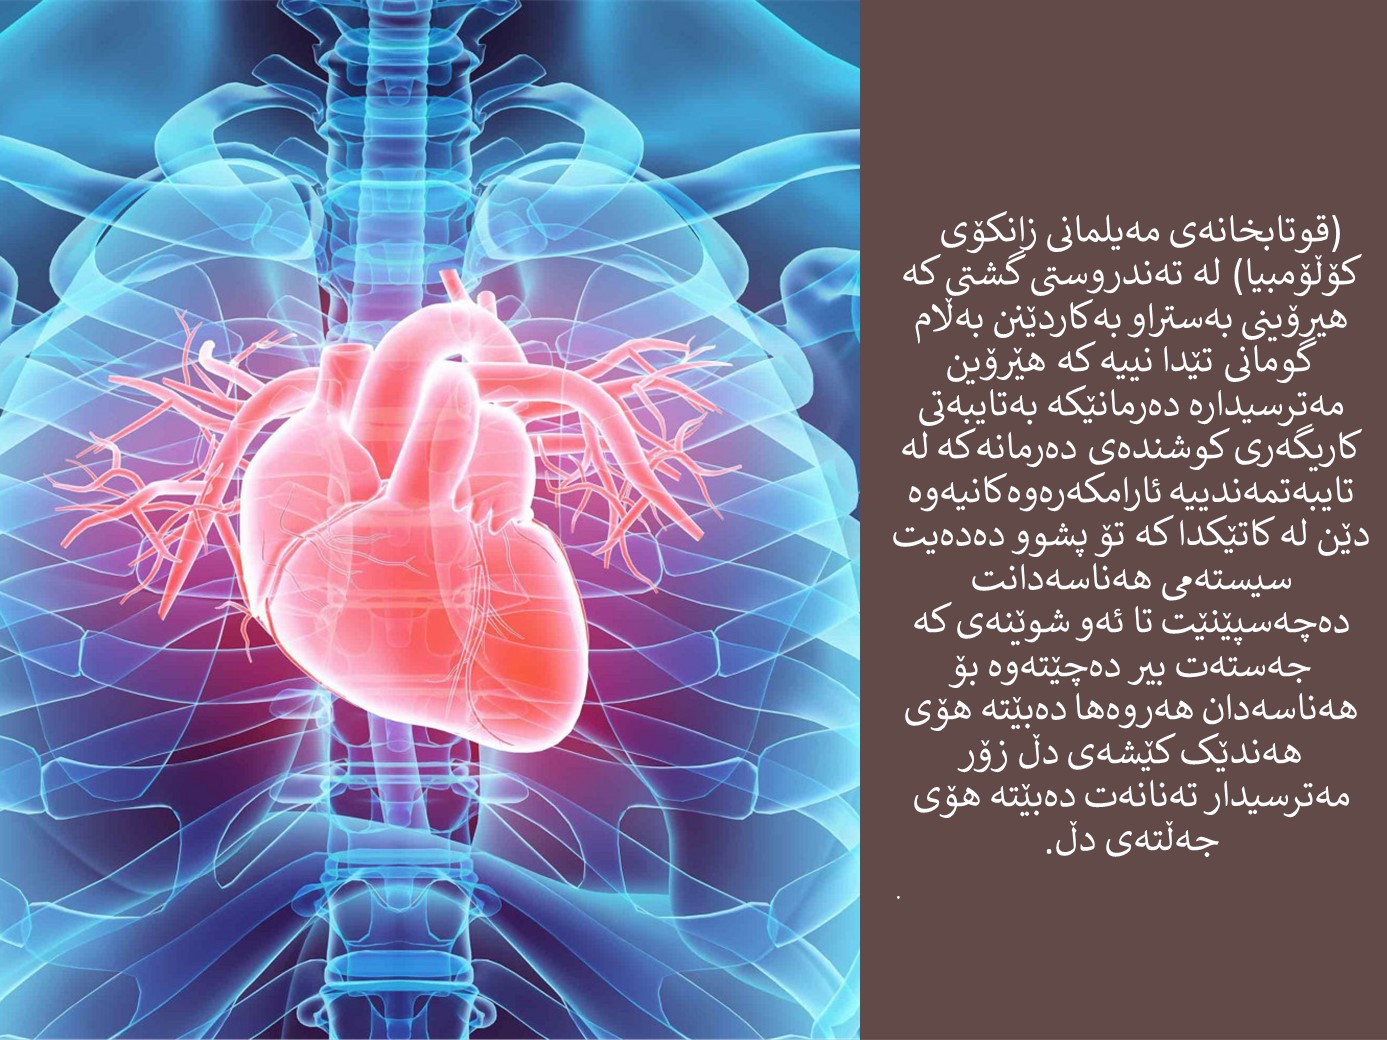 (قوتابخانەی مەیلمانی زانکۆی
کۆڵۆمبیا) لە تەندروستی گشتی کە
هیرۆینی بەستراو بەکاردێنن بەڵام
گومانی تێدا نییە کە هێرۆین
مەترسیدارە دەرمانێکە بەتایبەتی
کاریگەری کوشندەی دەرمانەکە لە
تایبەتمەندییە ئارامکەرەوەکانیەوە
دێن لە کاتێکدا کە تۆ پشوو دەدەیت
سیستەمی هەناسەدانت
دەچەسپێنێت تا ئەو شوێنەی کە
جەستەت بیر دەچێتەوە بۆ
هەناسەدان هەروەها دەبێتە هۆی
هەندێک کێشەی دڵ زۆر
مەترسیدار تەنانەت دەبێتە هۆی
جەڵتەی دڵ.
.